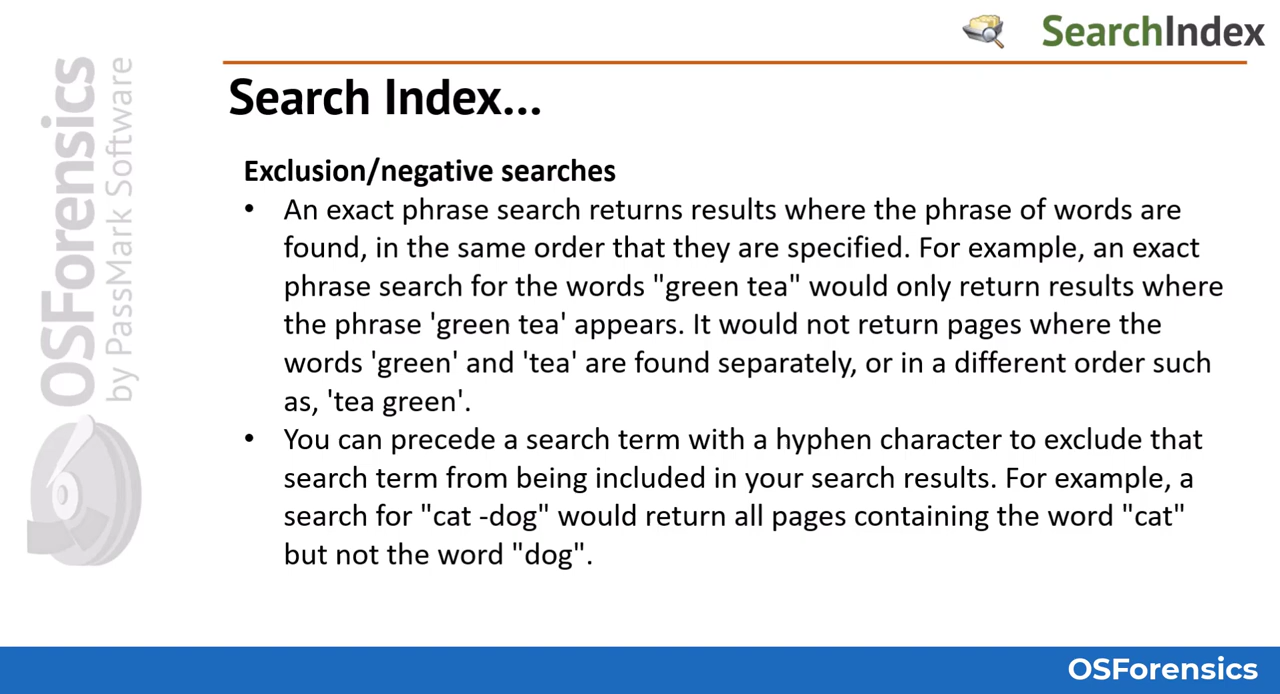 SearchIndex
Search Index...
Exclusion/negative searches
• An exact phrase search returns results where the phrase of words are
found, in the same order that they are specified. For example, an exact
phrase search for the words "green tea" would only return results where
the phrase 'green tea' appears. It would not return pages where the
words 'green' and 'tea' are found separately, or in a different order such
as, 'tea green'.
• You can precede a search term with a hyphen character to exclude that
search term from being included in your search results. For example, a
search for "cat -dog" would return all pages containing the word "cat"
but not the word "dog".
OSForensics
by PassMark Software
OSForensics